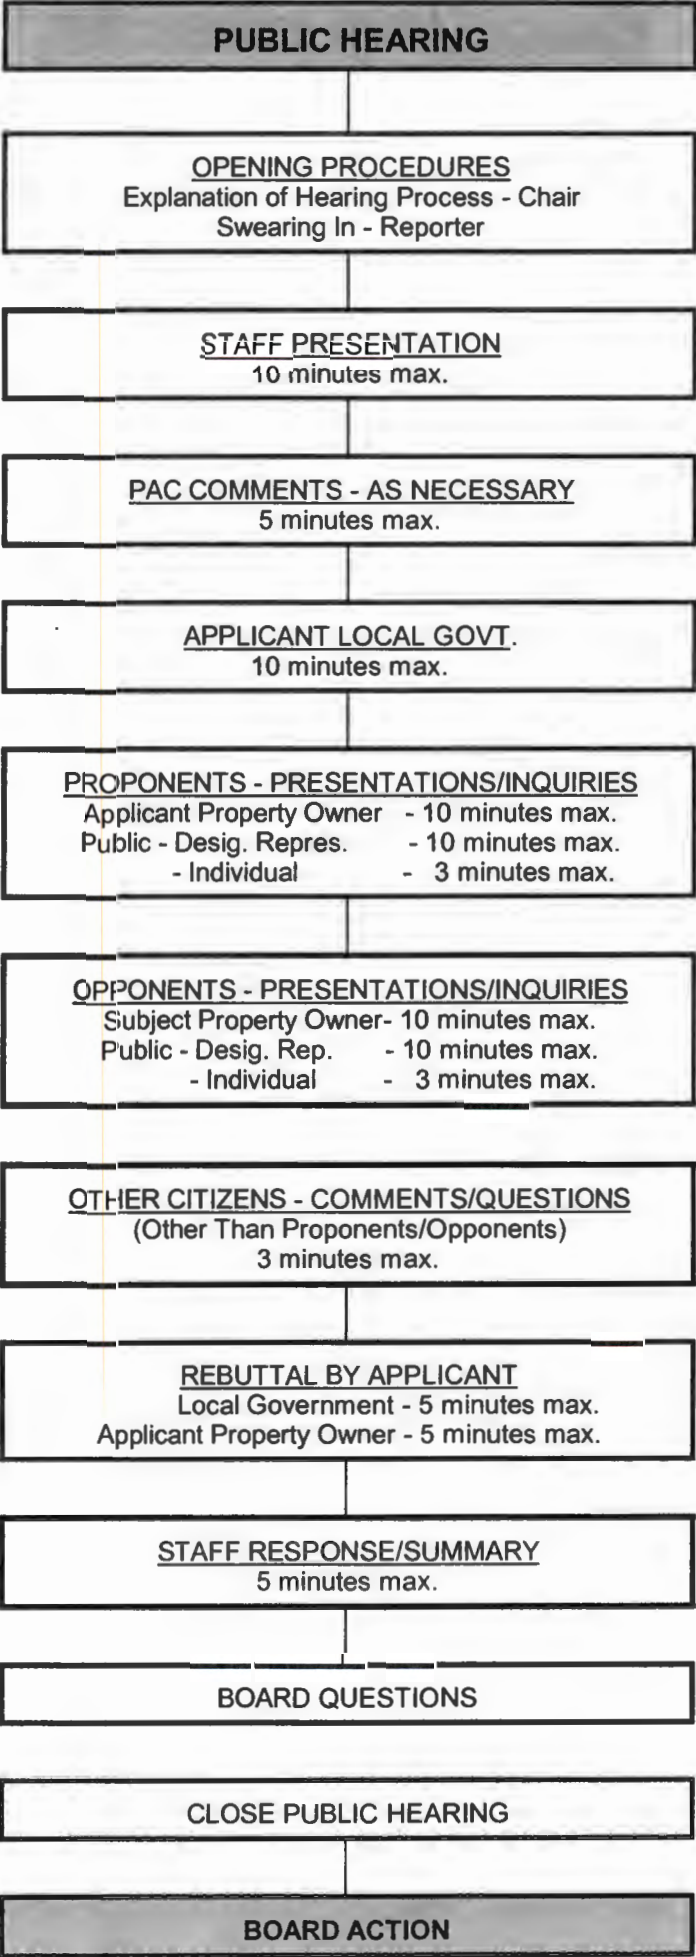 PUBLIC HEARING
OPENING PROCEDURES
Explanation of Hearing Process - Chair
Swearing In - Reporter
STAFF PRESENTATION
10 minutes max.
PAC COMMENTS - AS NECESSARY
5 minutes max.
APPLICANT LOCAL GOVT.
10 minutes max.
PROPONENTS - PRESENTATIONS/INQUIRIES
Applicant Property Owner - 10 minutes max.
Public - Desig. Repres. - 10 minutes max.
- Individual - 3 minutes max.
OPPONENTS - PRESENTATIONS/INQUIRIES
Subject Property Owner- 10 minutes max.
Public - Desig. Rep. - 10 minutes max.
- Individual - 3 minutes max.
OTHER CITIZENS - COMMENTS/QUESTIONS
(Other Than Proponents/Opponents)
3 minutes max.
REBUTTAL BY APPLICANT
Local Government - 5 minutes max.
Applicant Property Owner - 5 minutes max.
STAFF RESPONSE/SUMMARY
5 minutes max.
BOARD QUESTIONS
CLOSE PUBLIC HEARING
BOARD ACTION